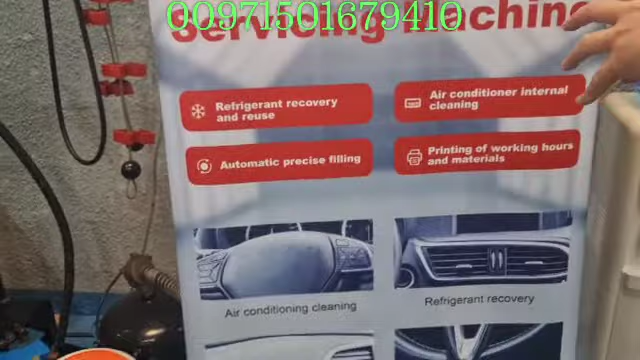 00971501679410
Servicing Machine
Refrigerant recovery
and reuse
Air conditioner internal
cleaning
Automatic precise filling
Printing of working hours
and materials
Air conditioning cleaning
Refrigerant recovery